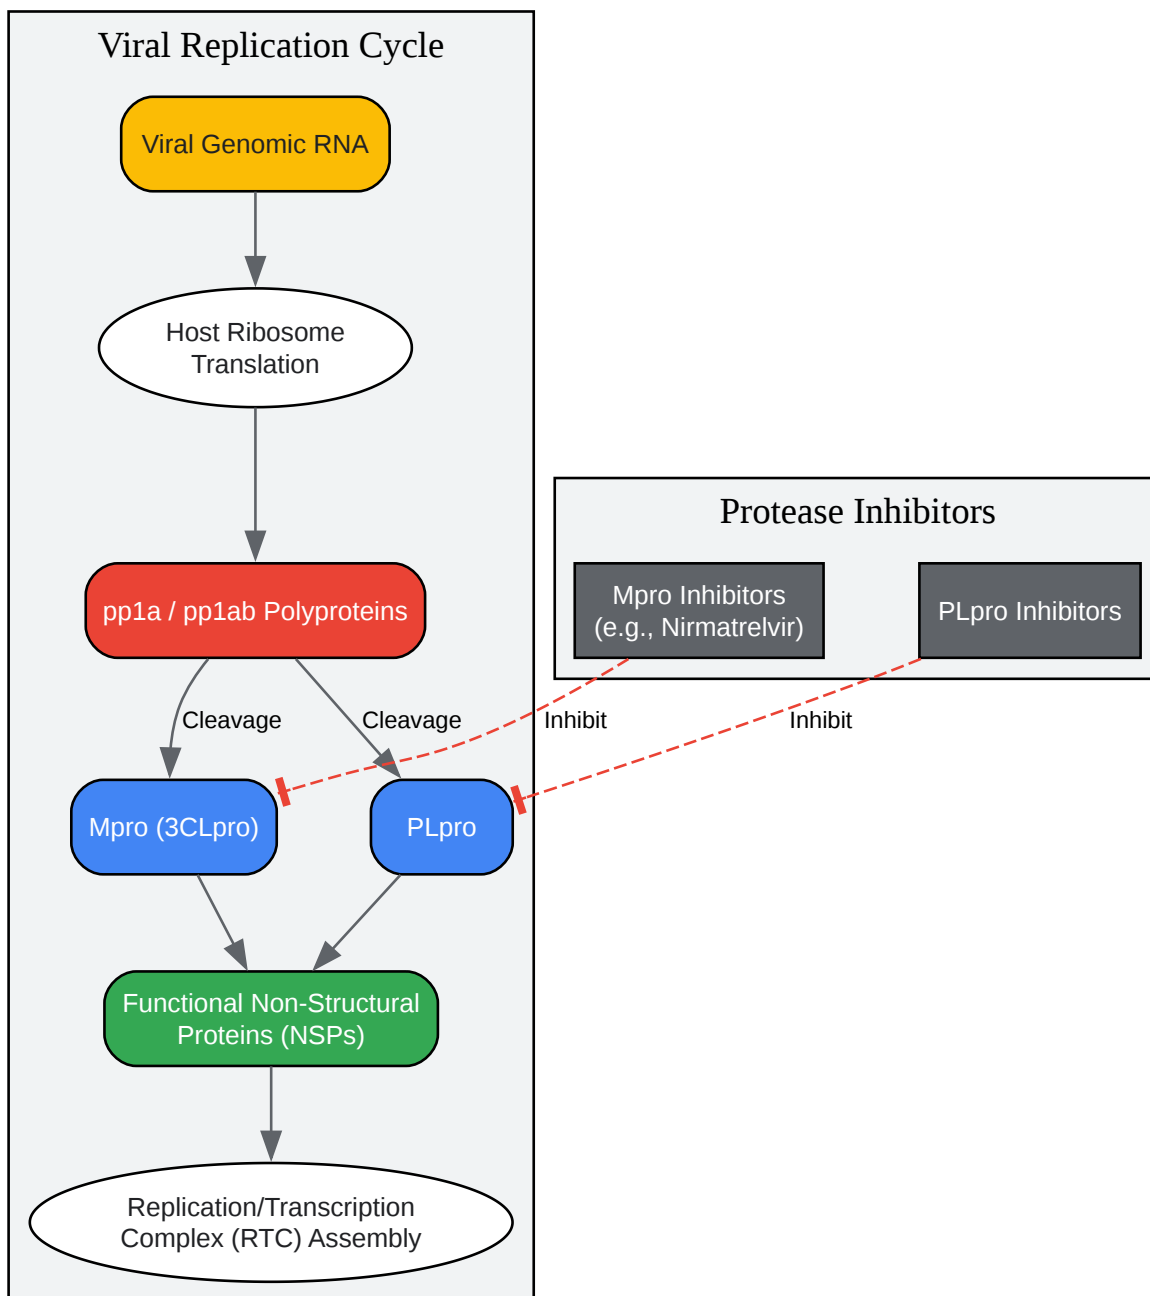 Viral Replication Cycle
Viral Genomic RNA
Host Ribosome
Translation
Protease Inhibitors
pp1a / pp1ab Polyproteins
Mpro Inhibitors
(e.g., Nirmatrelvir)
PLpro Inhibitors
Cleavage
Cleavage
Inhibit
Inhibit
Mpro (3CLpro)
PLpro
Functional Non-Structural
Proteins (NSPs)
Replication/Transcription
Complex (RTC) Assembly